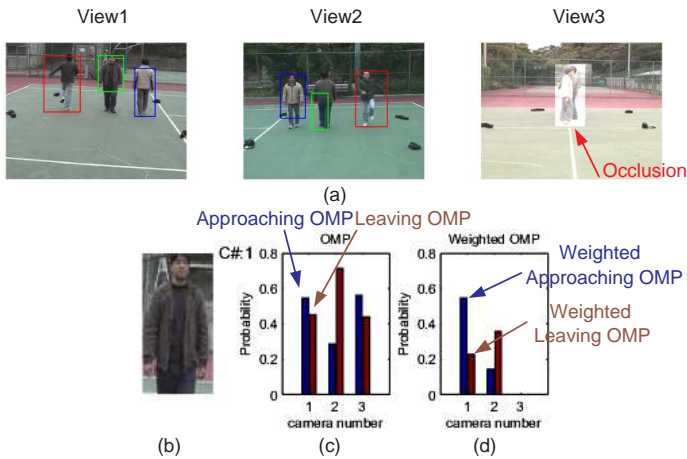 View1
View2
View3
Occlusion
(a)
Approaching OMP
Leaving OMP
C#:1
OMP
Weighted OMP
Weighted
Approaching OMP
Weighted
Leaving OMP
Probability
0.8
0.6
0.4
0.2
0
1 2 3
camera number
Probability
0.8
0.6
0.4
0.2
0
1 2 3
camera number
(b)
(c)
(d)